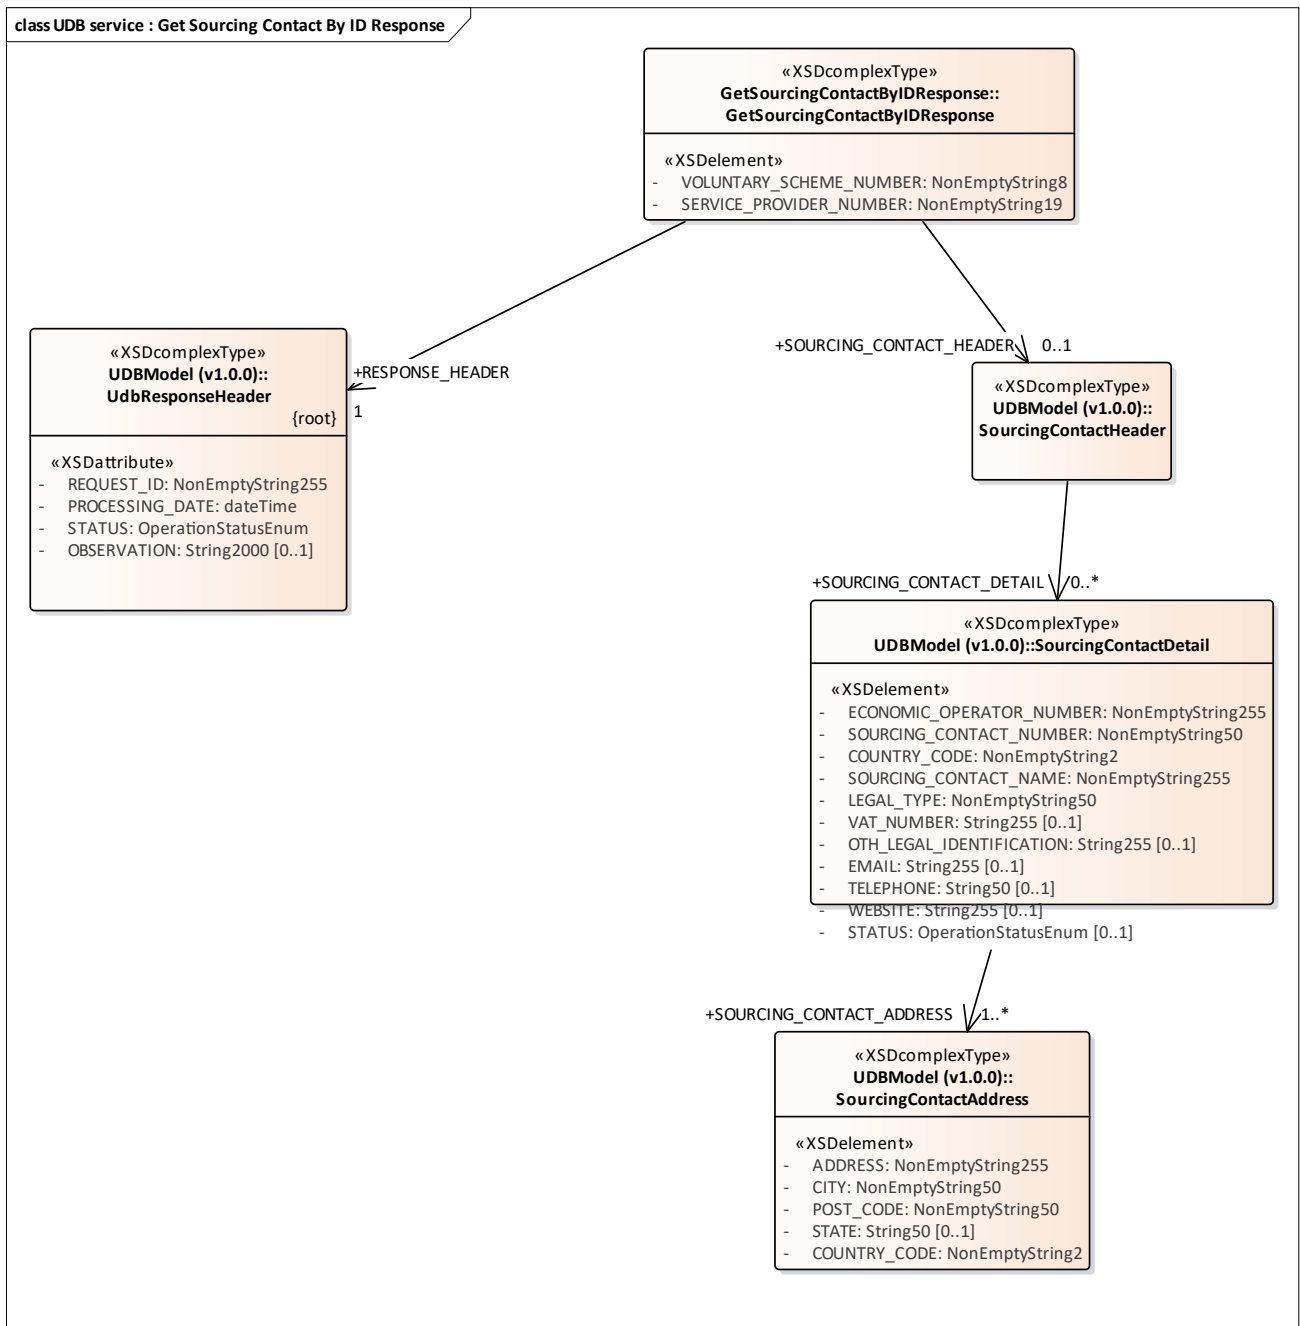 class UDB service : Get Sourcing Contact By ID Response
«XSDcomplexType»
GetSourcingContactByIDResponse::
GetSourcingContactByIDResponse
«XSDelement»
- VOLUNTARY_SCHEME_NUMBER: NonEmptyString8
- SERVICE_PROVIDER_NUMBER: NonEmptyString19
+RESPONSE_HEADER
1
«XSDcomplexType»
UDBModel (v1.0.0)::
UdbResponseHeader
{root}
«XSDattribute»
- REQUEST_ID: NonEmptyString255
- PROCESSING_DATE: dateTime
- STATUS: OperationStatusEnum
- OBSERVATION: String2000 [0..1]
+SOURCING_CONTACT_HEADER 0..1
«XSDcomplexType»
UDBModel (v1.0.0)::
SourcingContactHeader
+SOURCING_CONTACT_DETAIL 0..*
«XSDcomplexType»
UDBModel (v1.0.0)::SourcingContactDetail
«XSDelement»
- ECONOMIC_OPERATOR_NUMBER: NonEmptyString255
- SOURCING_CONTACT_NUMBER: NonEmptyString50
- COUNTRY_CODE: NonEmptyString2
- SOURCING_CONTACT_NAME: NonEmptyString255
- LEGAL_TYPE: NonEmptyString50
- VAT_NUMBER: String255 [0..1]
- OTH_LEGAL_IDENTIFICATION: String255 [0..1]
- EMAIL: String255 [0..1]
- TELEPHONE: String50 [0..1]
- WEBSITE: String255 [0..1]
- STATUS: OperationStatusEnum [0..1]
+SOURCING_CONTACT_ADDRESS 1..*
«XSDcomplexType»
UDBModel (v1.0.0)::
SourcingContactAddress
«XSDelement»
- ADDRESS: NonEmptyString255
- CITY: NonEmptyString50
- POST_CODE: NonEmptyString50
- STATE: String50 [0..1]
- COUNTRY_CODE: NonEmptyString2